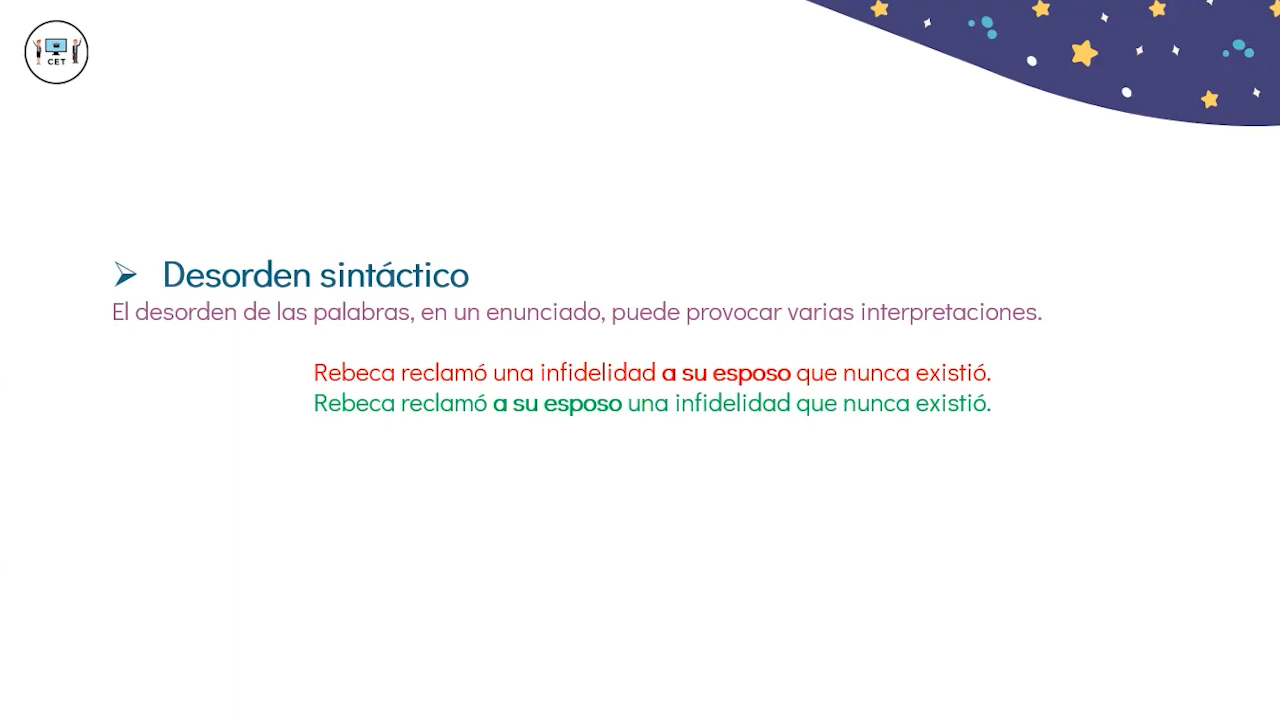 CET
Desorden sintáctico
El desorden de las palabras, en un enunciado, puede provocar varias interpretaciones.
Rebeca reclamó una infidelidad a su esposo que nunca existió.
Rebeca reclamó a su esposo una infidelidad que nunca existió.